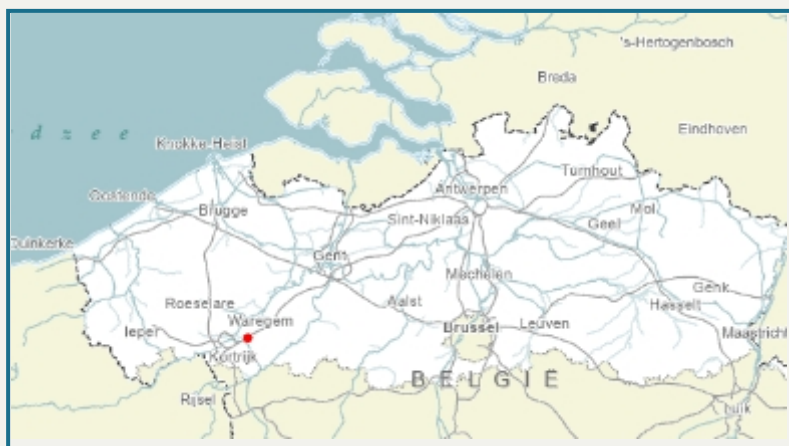 's-Hertogenbosch
Breda
d z e e
Eindhoven
Knokke-Heist
Turnhout
Antwerpen
Oostende
Brugge
Mol
Sint-Niklaas
Geel
Duinkerke
Gent
Mechelen
Genk
Roeselare
Aalst
Hasselt
Waregem
Brussel
Leuven
Ieper
Maastricht
Kortrijk
BELGIË
Rijsel
Luik